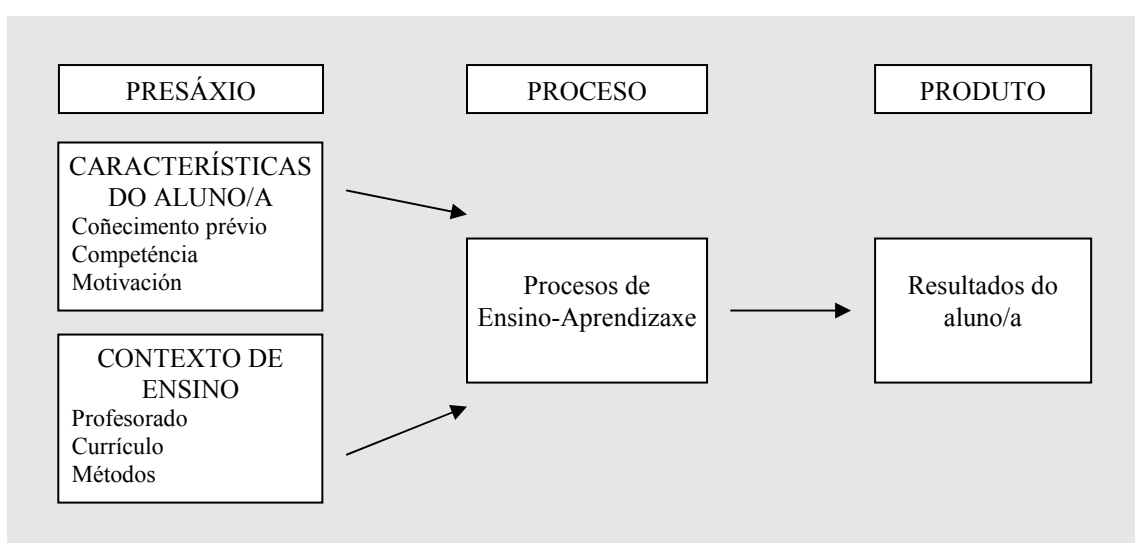 PRESÁXIO
PROCESO
PRODUTO
CARACTERÍSTICAS
DO ALUNO/A
Coñecimento prévio
Competéncia
Motivación
CONTEXTO DE
ENSINO
Profesorado
Currículo
Métodos
Procesos de
Ensino-Aprendizaxe
Resultados do
aluno/a